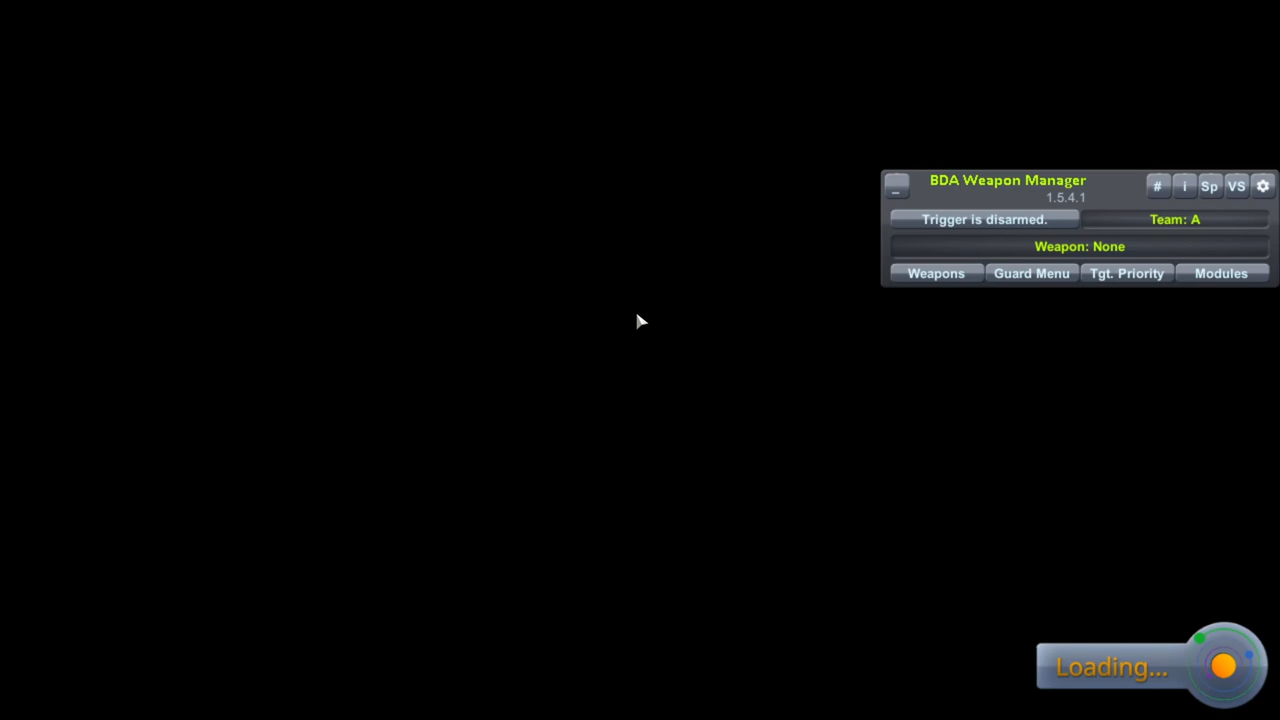 _
BDA Weapon Manager
# i Sp VS
1.5.4.1
Trigger is disarmed.
Team: A
Weapon: None
Weapons Guard Menu Tgt. Priority Modules
Loading...